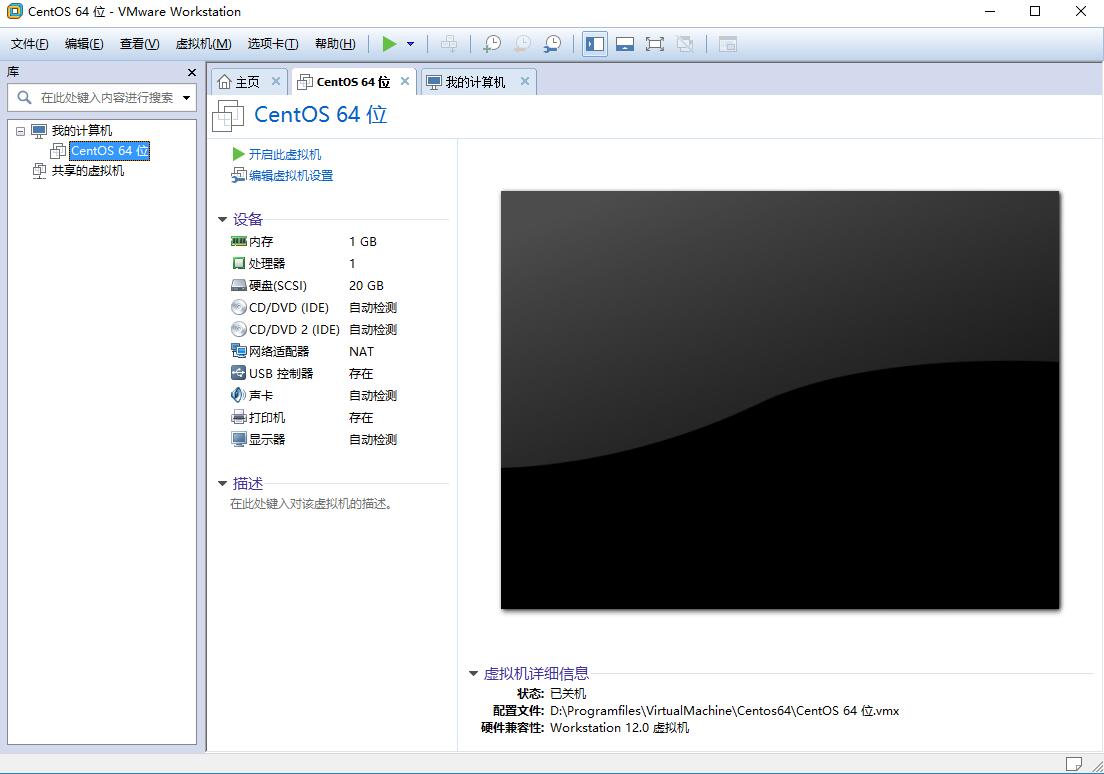 CentOS 64 位 - VMware Workstation
文件(F) 编辑(E) 查看(V) 虚拟机(M) 选项卡(T) 帮助(H)
库
在此处键入内容进行搜索
我的计算机
CentOS 64 位
共享的虚拟机
主页 CentOS 64 位 我的计算机
CentOS 64 位
开启此虚拟机
编辑虚拟机设置
设备
内存 1 GB
处理器 1
硬盘(SCSI) 20 GB
CD/DVD (IDE) 自动检测
CD/DVD 2 (IDE) 自动检测
网络适配器 NAT
USB 控制器 存在
声卡 自动检测
打印机 存在
显示器 自动检测
描述
在此处键入对该虚拟机的描述。
虚拟机详细信息
状态: 已关机
配置文件: D:\Programfiles\VirtualMachine\Centos64\CentOS 64 位.vmx
硬件兼容性: Workstation 12.0 虚拟机